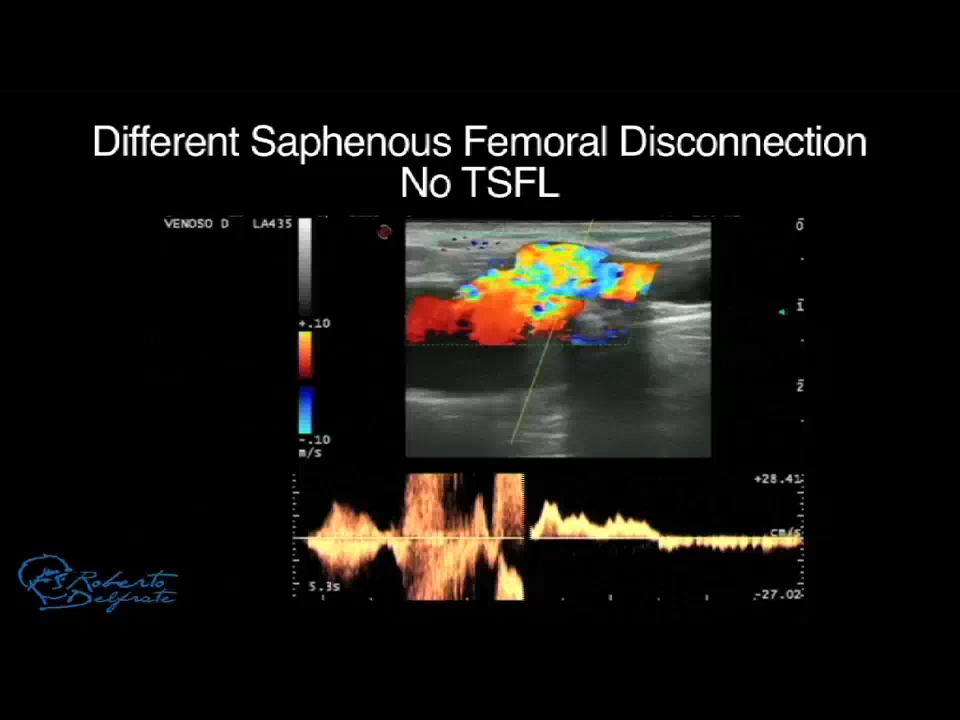 Different Saphenous Femoral Disconnection
No TSFL
VENOSO D LA435
0
+.10
1
2
-.10
m/s
+28.41
cm/s
5.3s
-27.02
Roberto
Delfrate